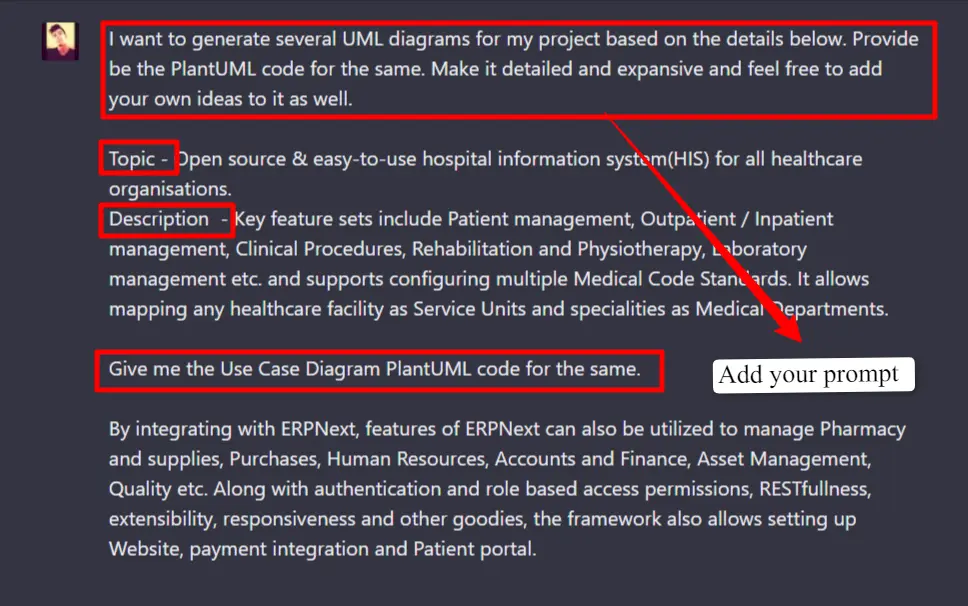 I want to generate several UML diagrams for my project based on the details below. Provide
be the PlantUML code for the same. Make it detailed and expansive and feel free to add
your own ideas to it as well.
Topic - Open source & easy-to-use hospital information system(HIS) for all healthcare
organisations.
Description - Key feature sets include Patient management, Outpatient / Inpatient
management, Clinical Procedures, Rehabilitation and Physiotherapy, Laboratory
management etc. and supports configuring multiple Medical Code Standards. It allows
mapping any healthcare facility as Service Units and specialities as Medical Departments.
Give me the Use Case Diagram PlantUML code for the same.
Add your prompt
By integrating with ERPNext, features of ERPNext can also be utilized to manage Pharmacy
and supplies, Purchases, Human Resources, Accounts and Finance, Asset Management,
Quality etc. Along with authentication and role based access permissions, RESTfullness,
extensibility, responsiveness and other goodies, the framework also allows setting up
Website, payment integration and Patient portal.